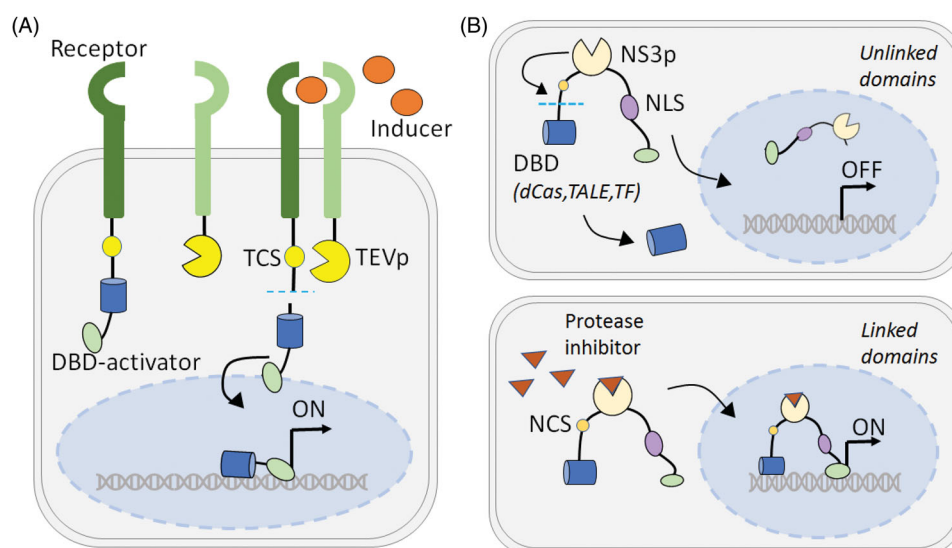 (A)
Receptor
Inducer
TCS
TEVp
DBD-activator
ON
(B)
NS3p
Unlinked
domains
NLS
DBD
(dCas,TALE,TF)
OFF
Protease
inhibitor
Linked
domains
NCS
ON